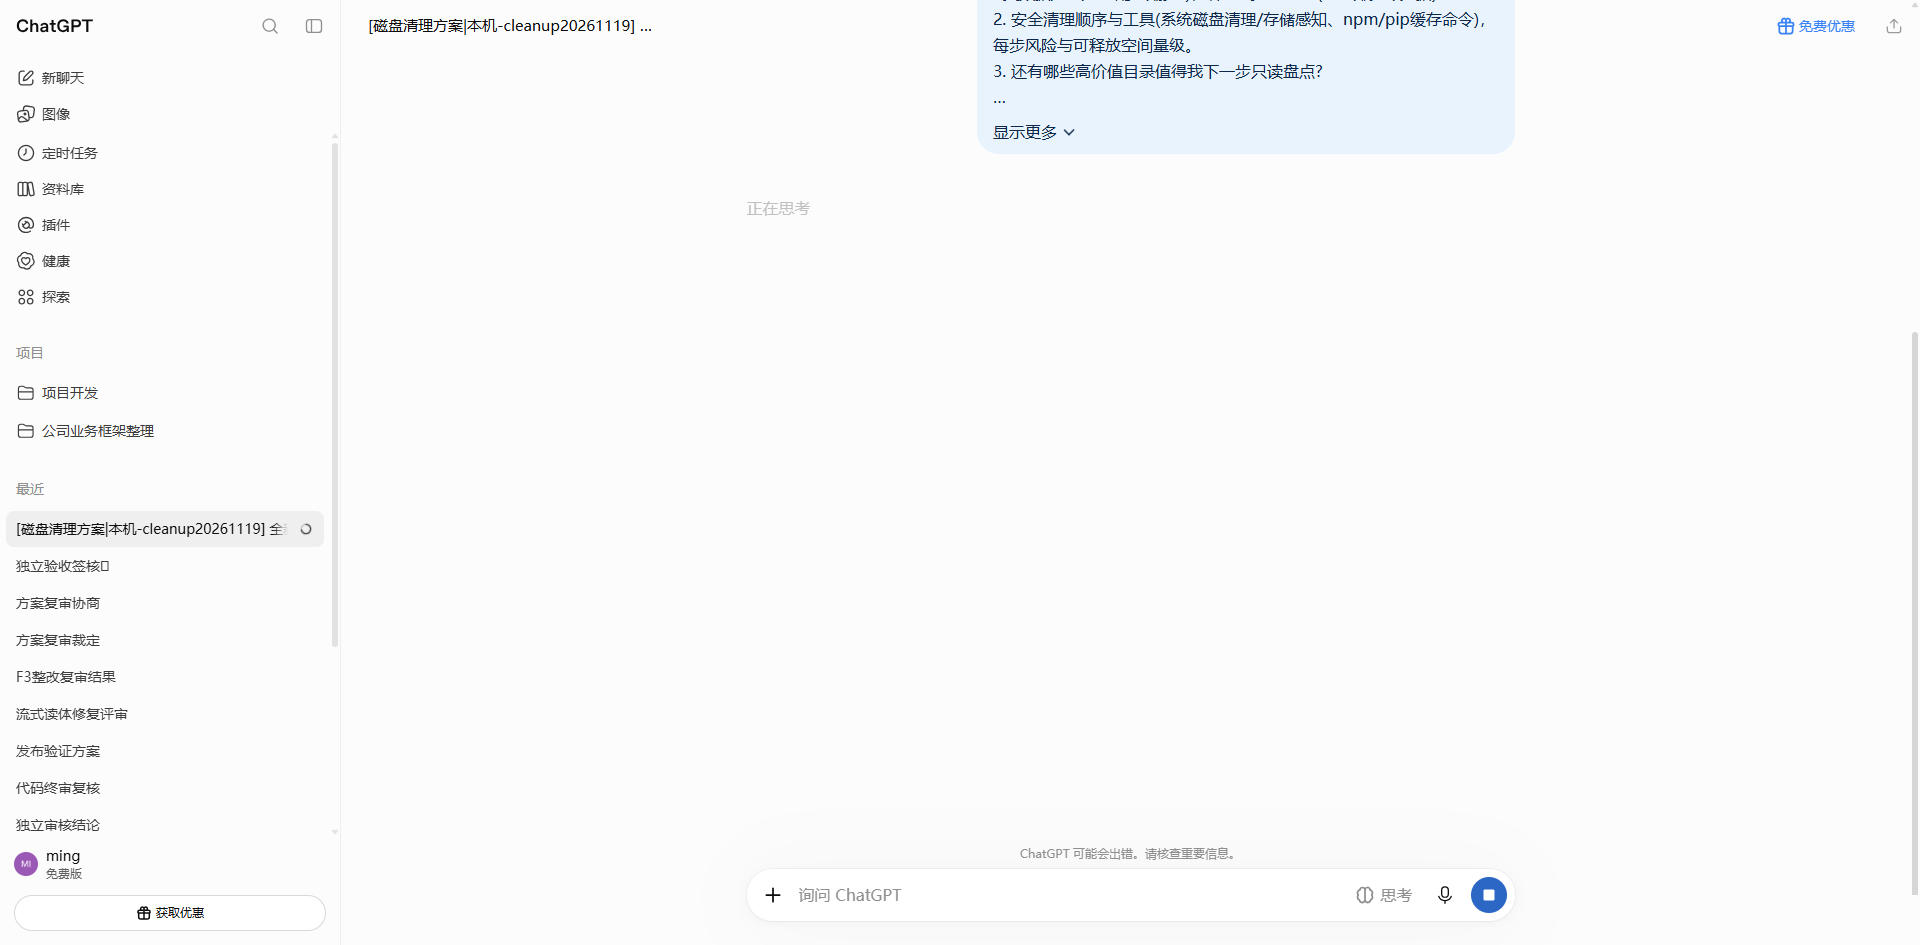 ChatGPT
新聊天
图像
定时任务
资料库
插件
健康
探索
项目
项目开发
公司业务框架整理
最近
[磁盘清理方案|本机-cleanup20261119]
独立验收签核
方案复审协商
方案复审裁定
F3整改复审结果
流式读体修复评审
发布验证方案
代码终审复核
独立审核结论
MI
ming
免费版
获取优惠
[磁盘清理方案|本机-cleanup20261119] ...
免费优惠
2. 安全清理顺序与工具(系统磁盘清理/存储感知、npm/pip缓存命令),
每步风险与可释放空间量级。
3. 还有哪些高价值目录值得我下一步只读盘点?
...
显示更多
正在思考
ChatGPT 可能会出错。请核查重要信息。
询问 ChatGPT
思考